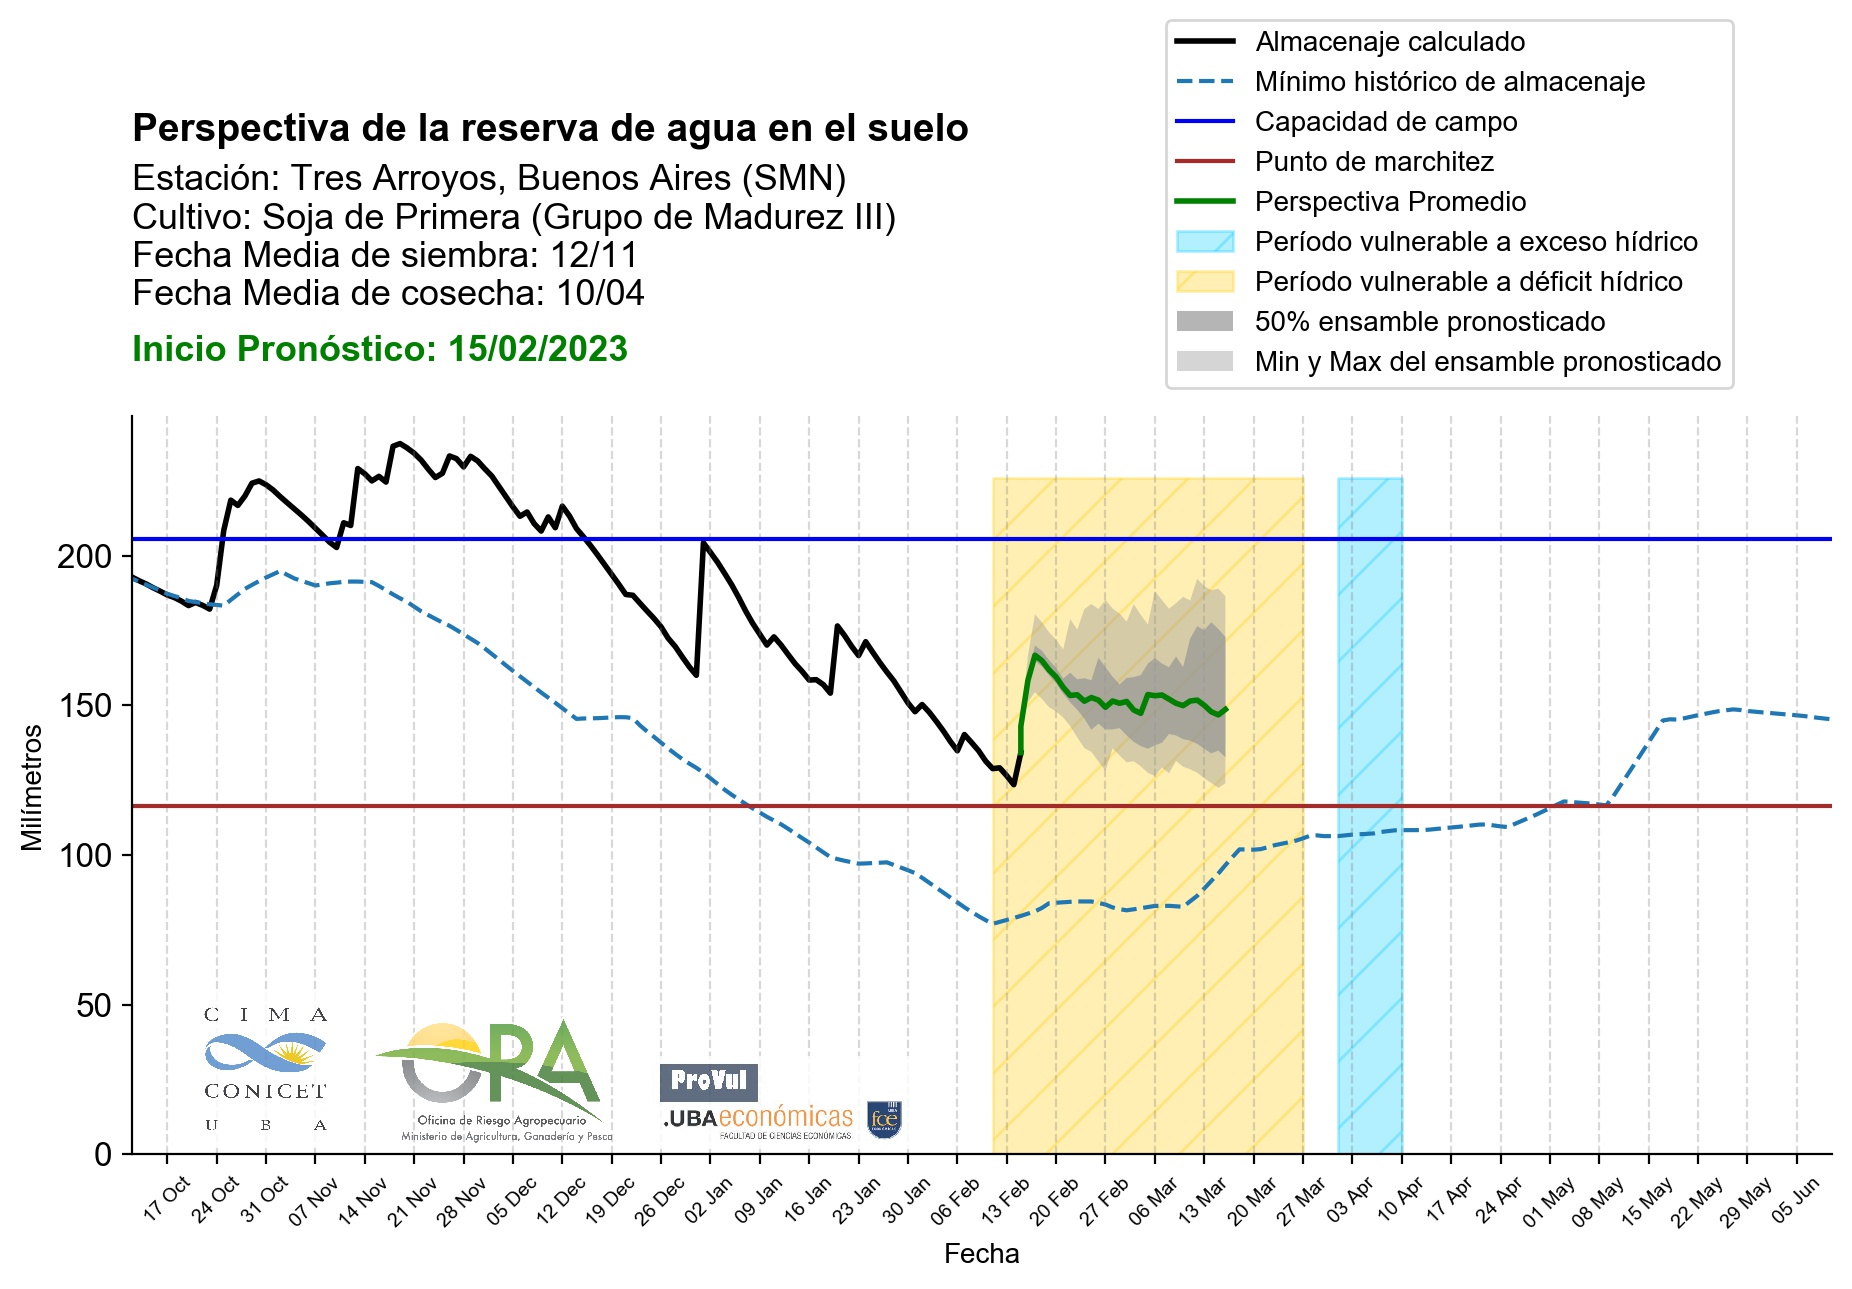 Almacenaje calculado
Mínimo histórico de almacenaje
Capacidad de campo
Punto de marchitez
Perspectiva Promedio
Período vulnerable a exceso hídrico
Período vulnerable a déficit hídrico
50% ensamble pronosticado
Min y Max del ensamble pronosticado
Perspectiva de la reserva de agua en el suelo
Estación: Tres Arroyos, Buenos Aires (SMN)
Cultivo: Soja de Primera (Grupo de Madurez III)
Fecha Media de siembra: 12/11
Fecha Media de cosecha: 10/04
Inicio Pronóstico: 15/02/2023
Milímetros
200
150
100
50
0
CIMA
CONICET
UBA
ORA
Oficina de Riesgo Agropecuario
Ministerio de Agricultura, Ganadería y Pesca
ProVul
.UBAeconómicas
FACULTAD DE CIENCIAS ECONÓMICAS
UBA
fce
ECONÓMICAS
17 Oct
24 Oct
31 Oct
07 Nov
14 Nov
21 Nov
28 Nov
05 Dec
12 Dec
19 Dec
26 Dec
02 Jan
09 Jan
16 Jan
23 Jan
30 Jan
06 Feb
13 Feb
20 Feb
27 Feb
06 Mar
13 Mar
20 Mar
27 Mar
03 Apr
10 Apr
17 Apr
24 Apr
01 May
08 May
15 May
22 May
29 May
05 Jun
Fecha